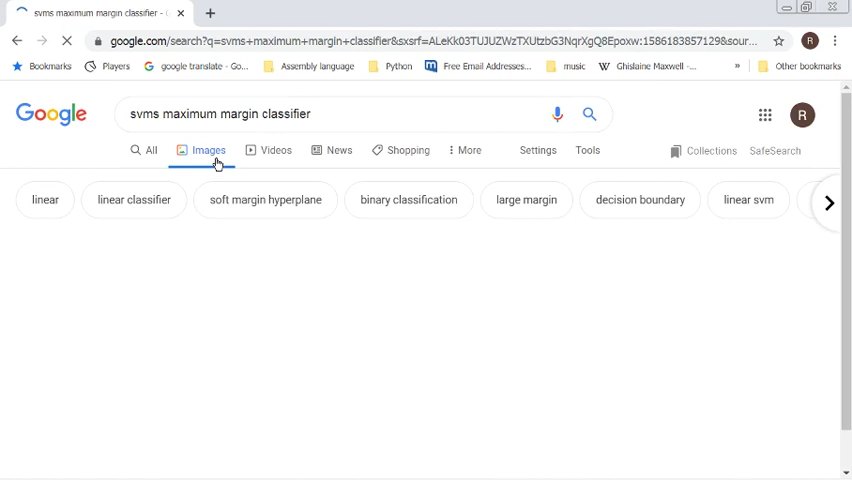 svms maximum margin classifier - G
google.com/search?q=svms+maximum+margin+classifier&sxsrf=ALeKk03TUJUZWzTXUtzbG3NqrXgQ8Epoxw:1586183857129&sour...
R
Bookmarks Players google translate - Go... Assembly language Python Free Email Addresses... music Ghislaine Maxwell -... » Other bookmarks
Google svms maximum margin classifier R
All Images Videos News Shopping More Settings Tools Collections SafeSearch
linear linear classifier soft margin hyperplane binary classification large margin decision boundary linear svm